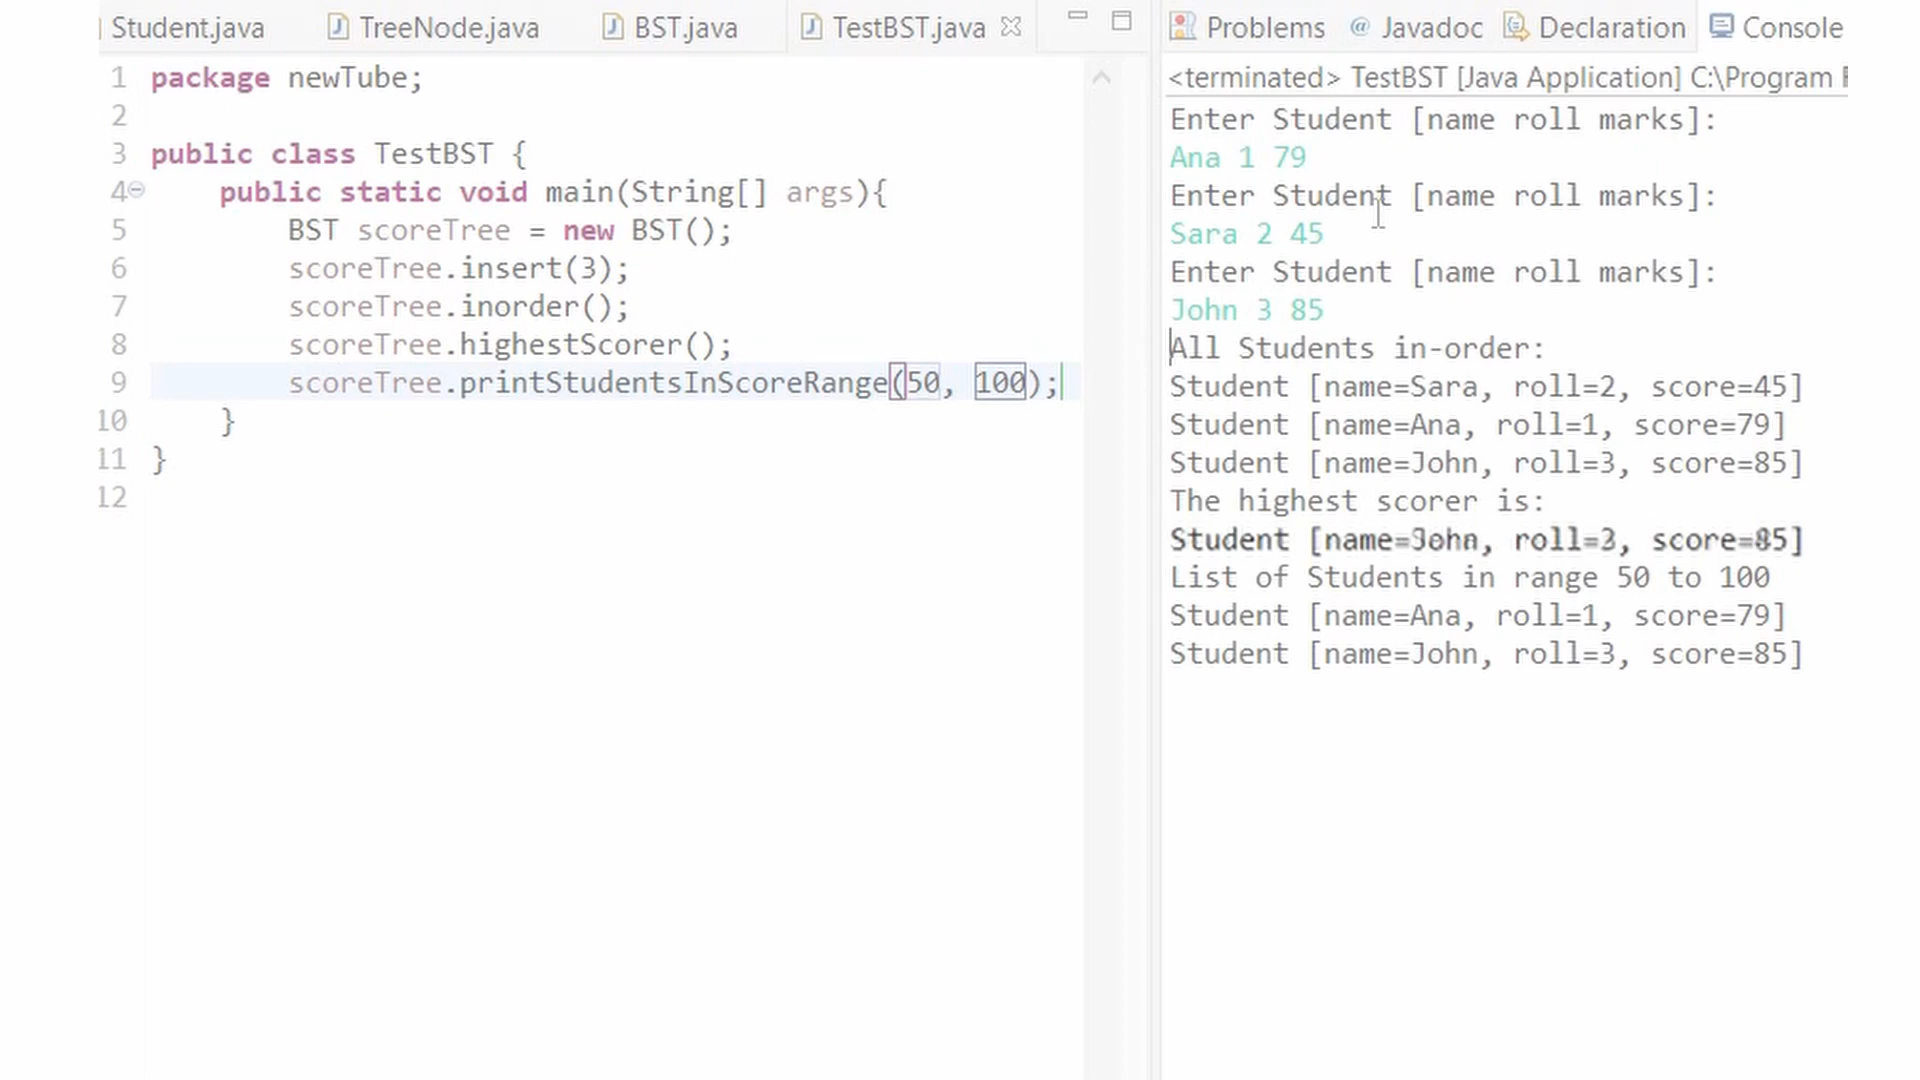 Student.java TreeNode.java BST.java TestBST.java
1 package newTube;
2
3 public class TestBST {
4 public static void main(String[] args){
5 BST scoreTree = new BST();
6 scoreTree.insert(3);
7 scoreTree.inorder();
8 scoreTree.highestScorer();
9 scoreTree.printStudentsInScoreRange(50, 100);
10 }
11 }
12
Problems @ Javadoc Declaration Console
<terminated> TestBST [Java Application] C:\Program
Enter Student [name roll marks]:
Ana 1 79
Enter Student [name roll marks]:
Sara 2 45
Enter Student [name roll marks]:
John 3 85
All Students in-order:
Student [name=Sara, roll=2, score=45]
Student [name=Ana, roll=1, score=79]
Student [name=John, roll=3, score=85]
The highest scorer is:
Student [name=John, roll=3, score=85]
List of Students in range 50 to 100
Student [name=Ana, roll=1, score=79]
Student [name=John, roll=3, score=85]